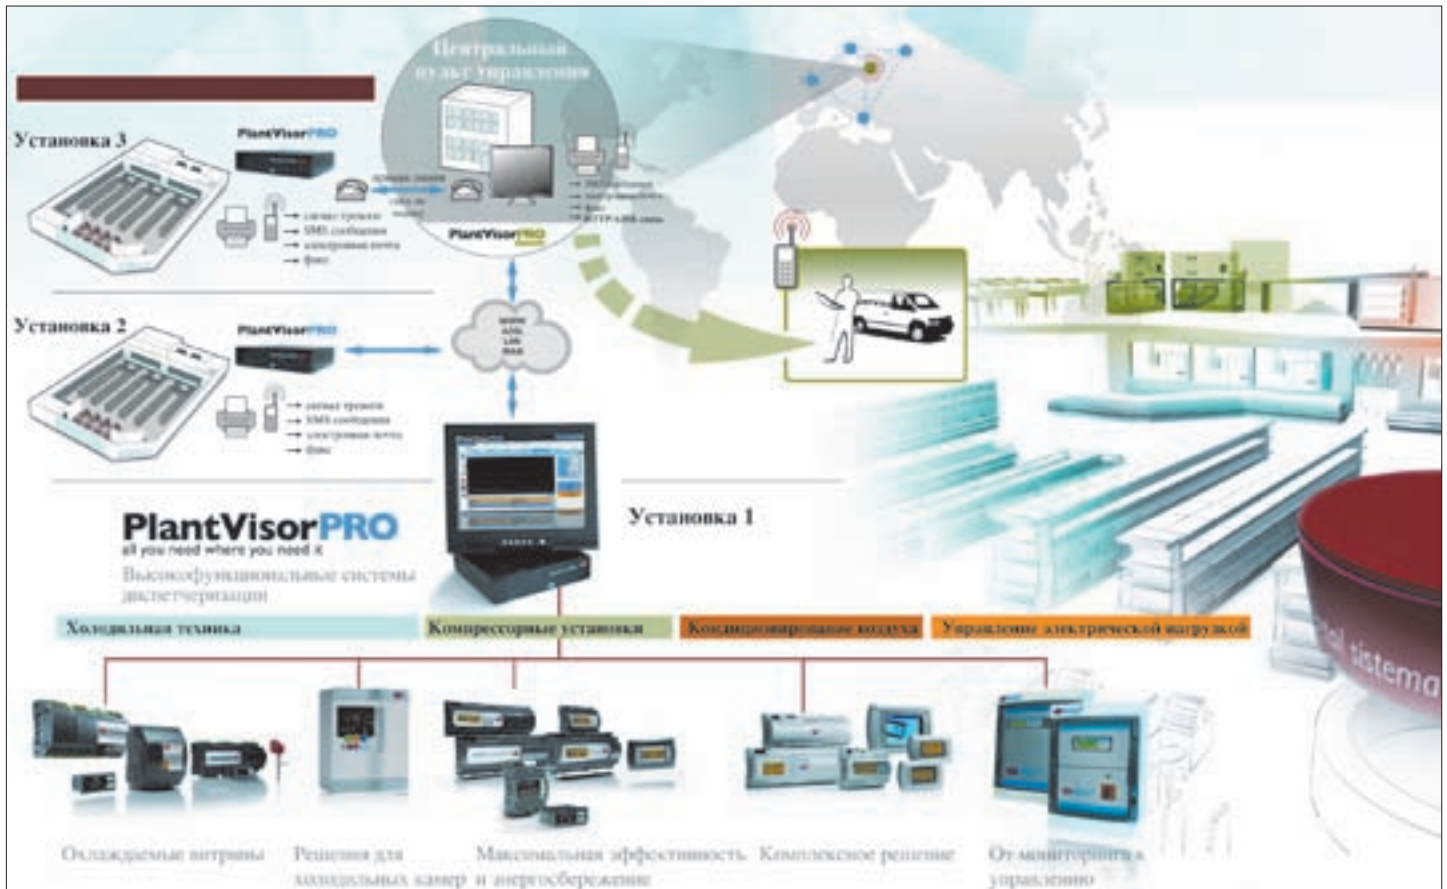 Центральный
пункт управления
Установка 3
PlantVisorPRO
сигнал тревоги
SMS сообщения
электронная почта
факс
PlantVisorPRO
Установка 2
PlantVisorPRO
сигнал тревоги
SMS сообщения
электронная почта
факс
Установка 1
PlantVisorPRO
all you need where you need it
Высокофункциональные системы
диспетчеризации
Холодильная техника
Компрессорные установки
Кондиционирование воздуха
Управление электрической нагрузкой
sistema
Охлаждаемые витрины
Решения для
холодильных камер
Максимальная эффективность
и энергосбережение
Комплексное решение
От мониторинга к
управлению